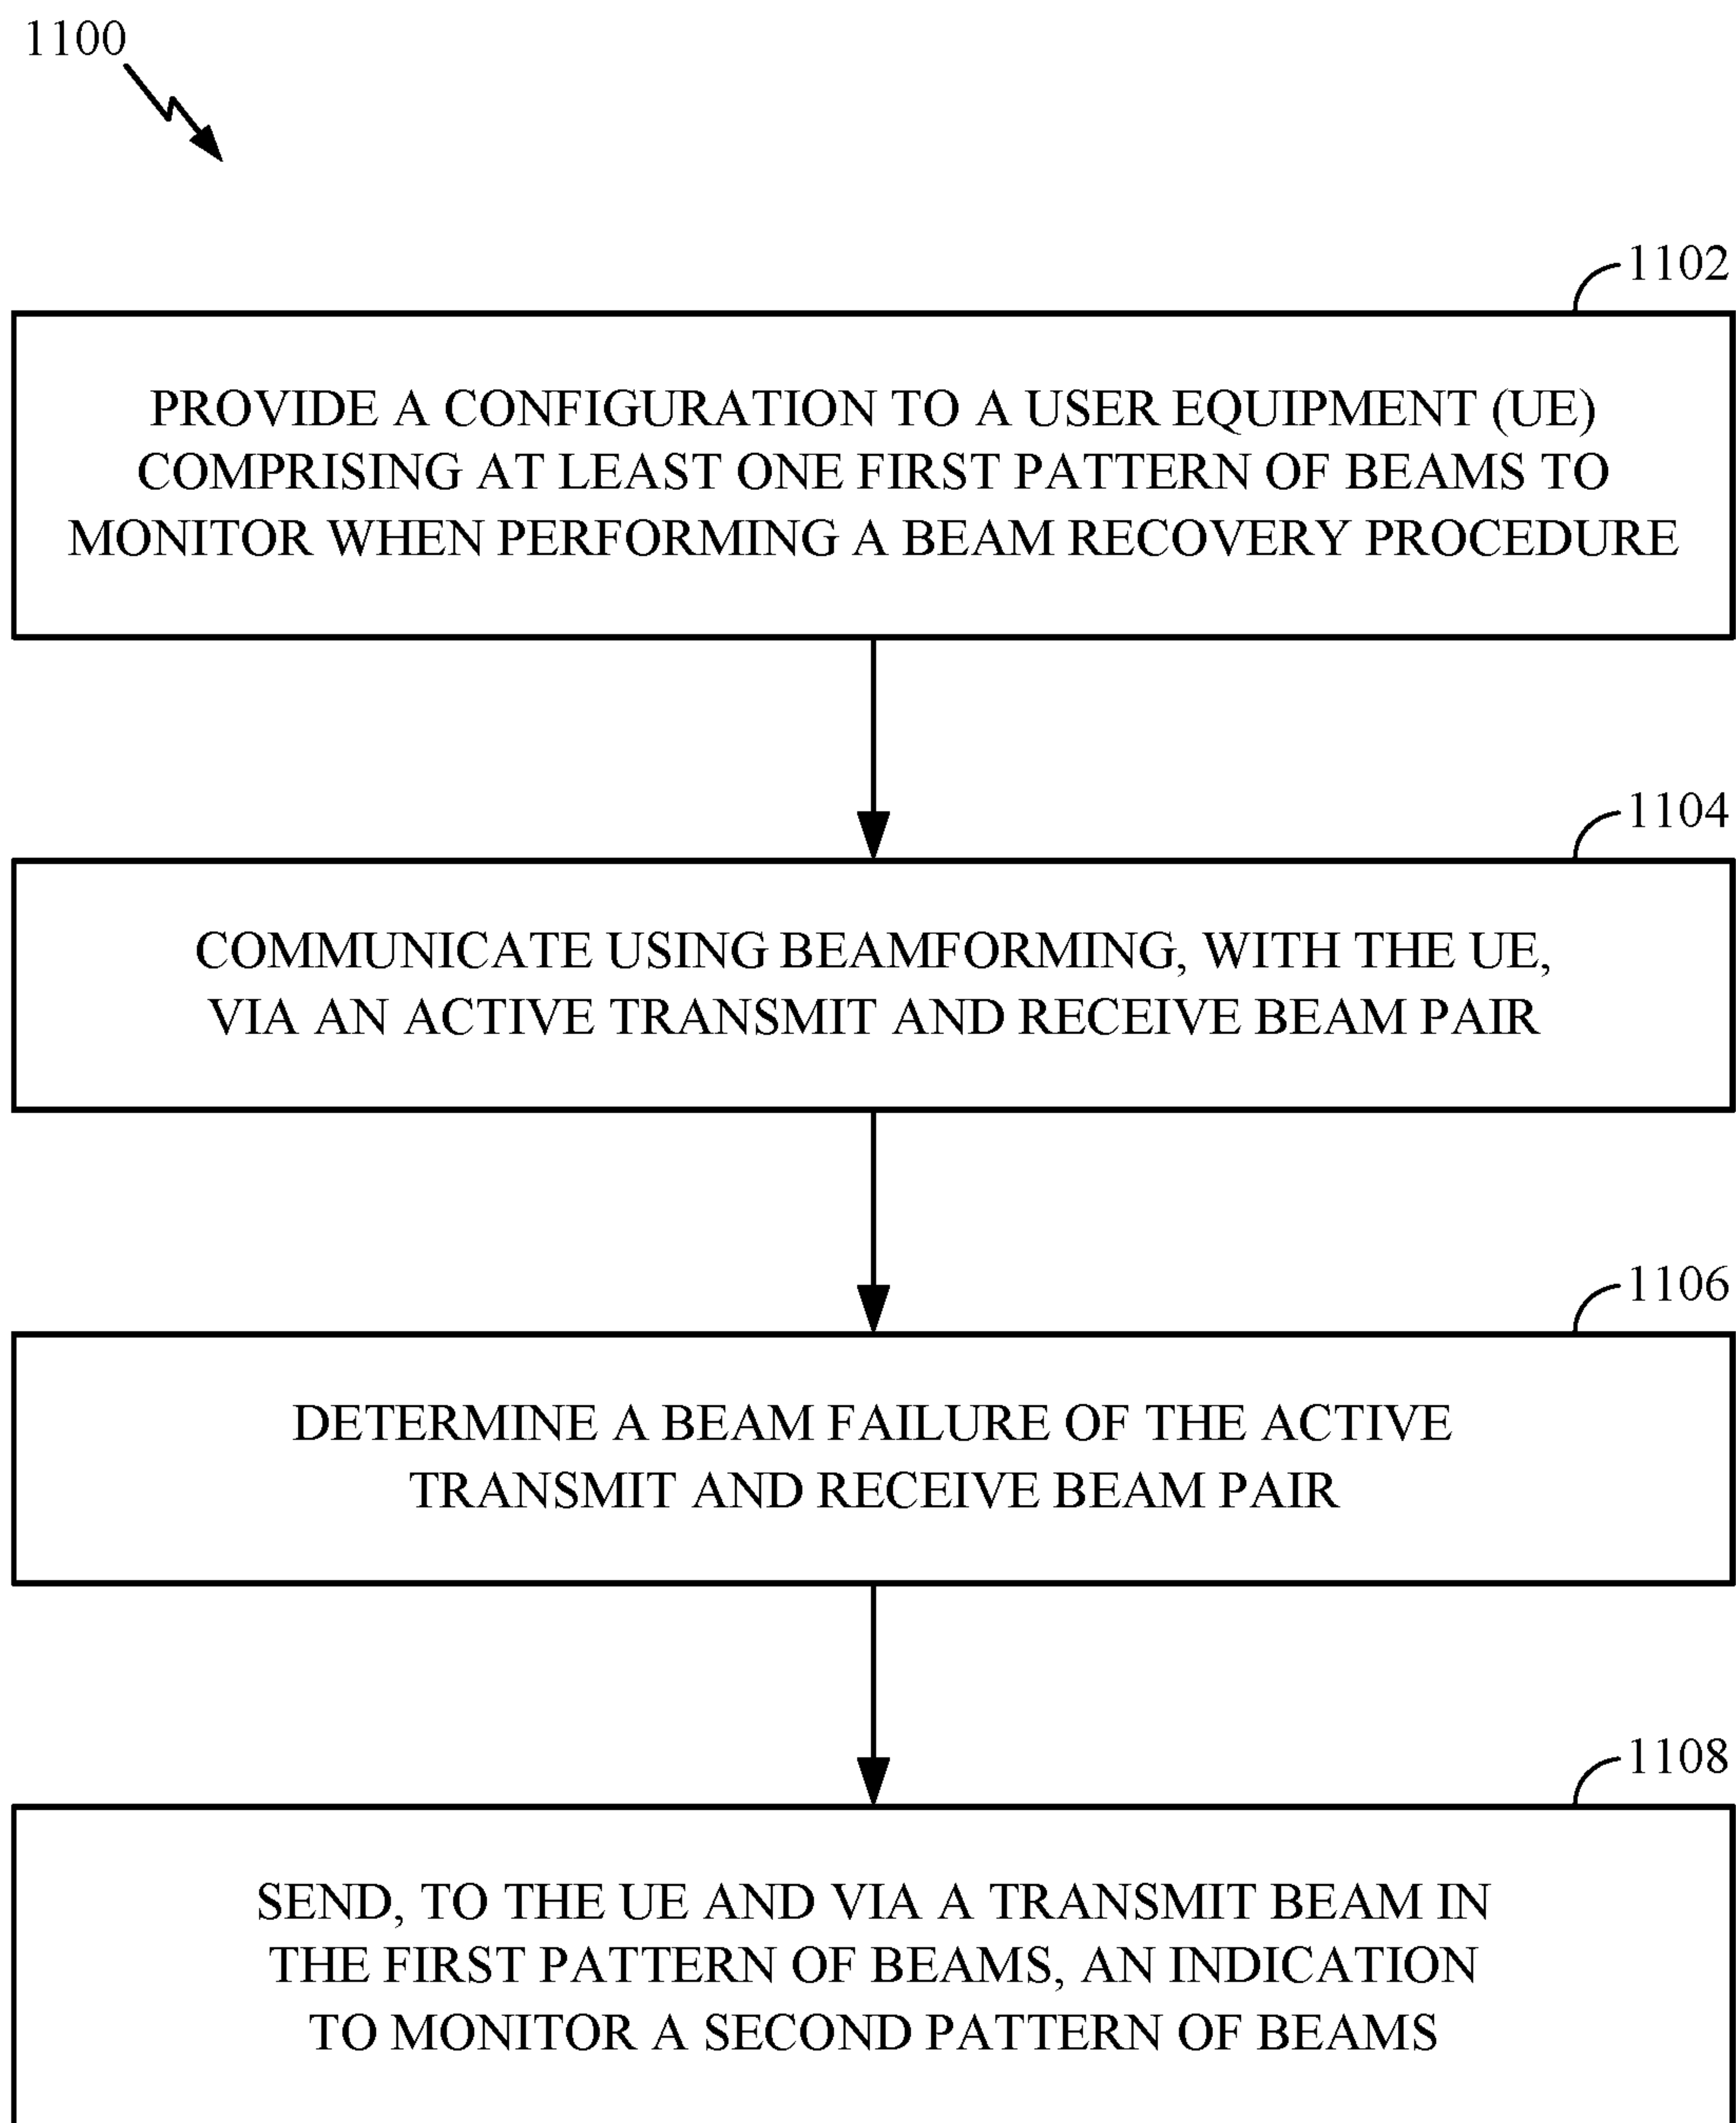 1100
1102
PROVIDE A CONFIGURATION TO A USER EQUIPMENT (UE)
COMPRISING AT LEAST ONE FIRST PATTERN OF BEAMS TO
MONITOR WHEN PERFORMING A BEAM RECOVERY PROCEDURE
1104
COMMUNICATE USING BEAMFORMING, WITH THE UE,
VIA AN ACTIVE TRANSMIT AND RECEIVE BEAM PAIR
1106
DETERMINE A BEAM FAILURE OF THE ACTIVE
TRANSMIT AND RECEIVE BEAM PAIR
1108
SEND, TO THE UE AND VIA A TRANSMIT BEAM IN
THE FIRST PATTERN OF BEAMS, AN INDICATION
TO MONITOR A SECOND PATTERN OF BEAMS